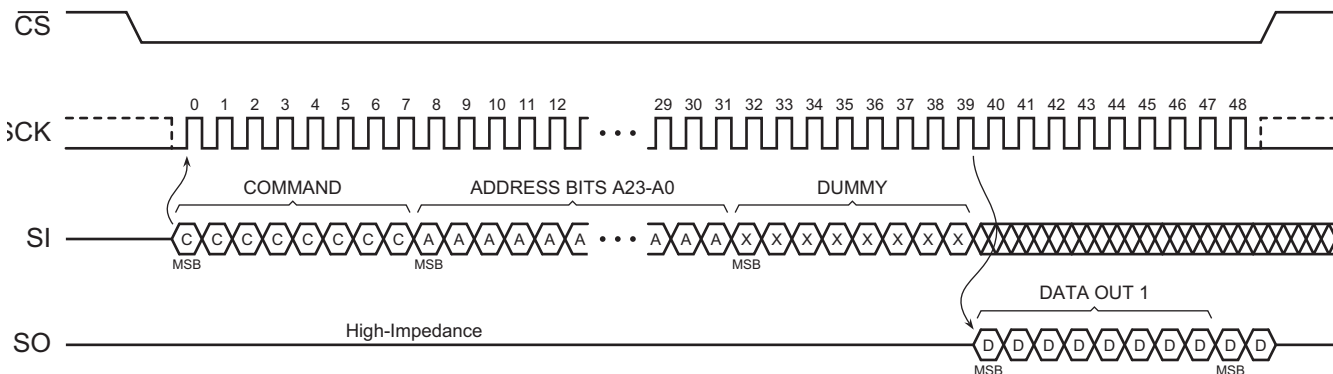 CS
0 1 2 3 4 5 6 7 8 9 10 11 12 29 30 31 32 33 34 35 36 37 38 39 40 41 42 43 44 45 46 47 48
SCK
COMMAND ADDRESS BITS A23-A0 DUMMY
SI C C C C C C C C A A A A A A • • • A A A X X X X X X X X
MSB MSB MSB
DATA OUT 1
High-Impedance
SO D D D D D D D D D D
MSB MSB